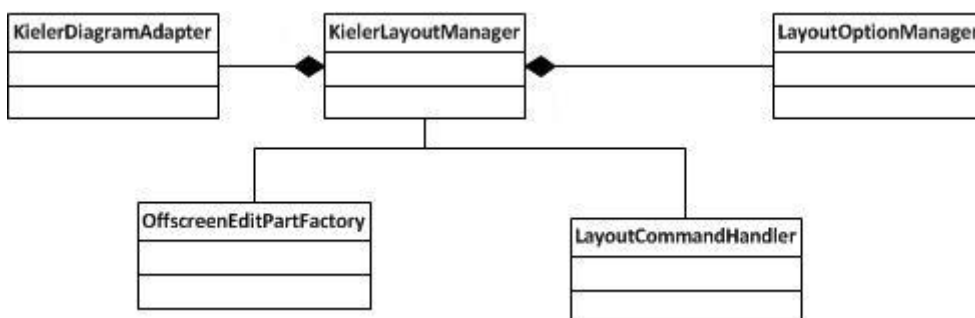 KielerDiagramAdapter
KielerLayoutManager
LayoutOptionManager
OffscreenEditPartFactory
LayoutCommandHandler